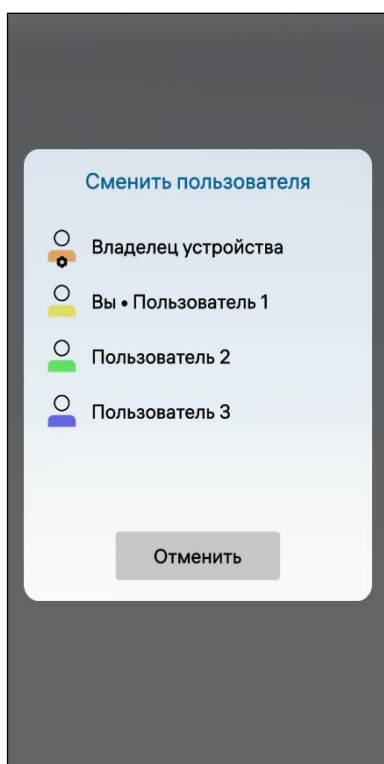 Сменить пользователя
Владелец устройства
Вы • Пользователь 1
Пользователь 2
Пользователь 3
Отменить